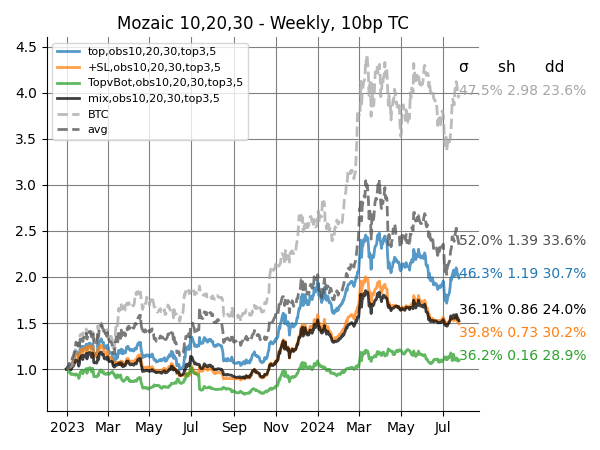 Mozaic 10,20,30 - Weekly, 10bp TC
top,obs10,20,30,top3,5
+SL,obs10,20,30,top3,5
TopvBot,obs10,20,30,top3,5
mix,obs10,20,30,top3,5
BTC
avg
σ sh dd
47.5% 2.98 23.6%
52.0% 1.39 33.6%
46.3% 1.19 30.7%
36.1% 0.86 24.0%
39.8% 0.73 30.2%
36.2% 0.16 28.9%
4.5
4.0
3.5
3.0
2.5
2.0
1.5
1.0
2023 Mar May Jul Sep Nov 2024 Mar May Jul